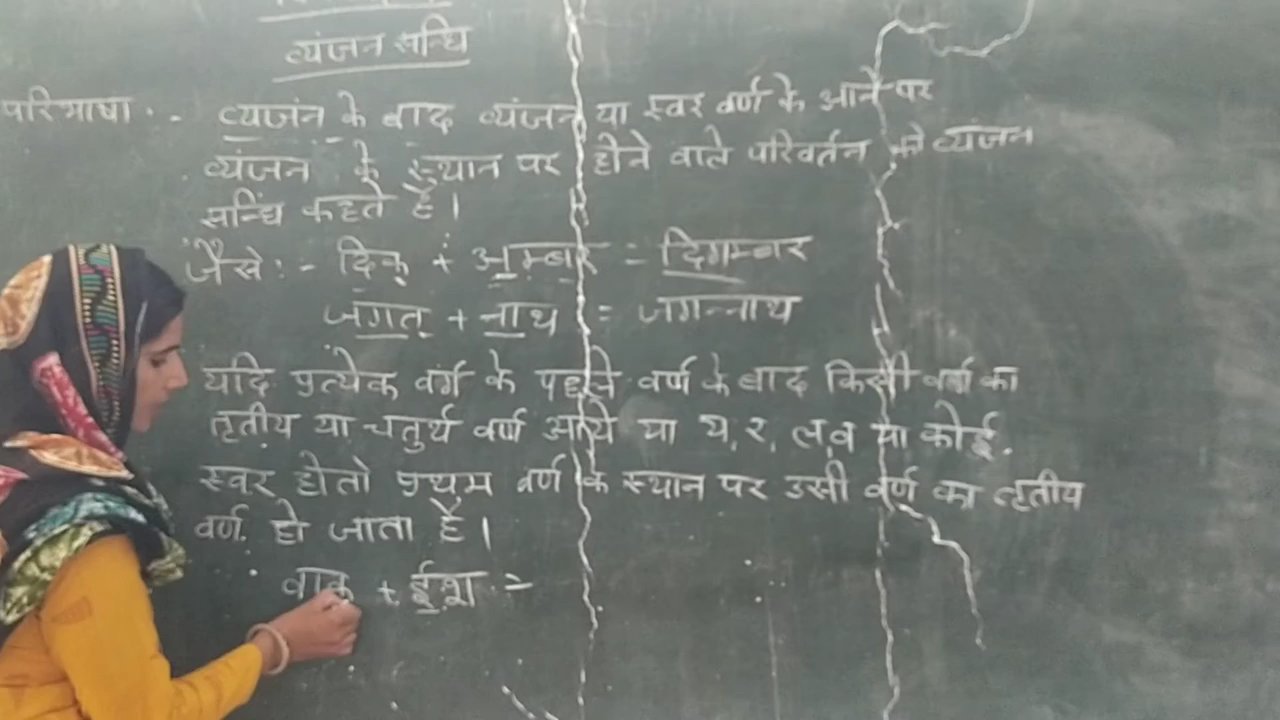 व्यंजन सन्धि
परिभाषा :- व्यजंन के बाद व्यंजन या स्वर वर्ण के आने पर
व्यंजन के स्थान पर होने वाले परिवर्तन को व्यंजन
सन्धि कहते है।
जैसे :- दिक् + अम्बर = दिगम्बर
जगत् + नाथ = जगन्नाथ
यदि प्रत्येक वर्ग के पहले वर्ण के बाद किसी वर्ग का
तृतीय या चतुर्थ वर्ण आये या य, र, ल, व या कोई
स्वर हो तो प्रथम वर्ण के स्थान पर उसी वर्ण का तृतीय
वर्ण हो जाता है।
वाक् + ईश =